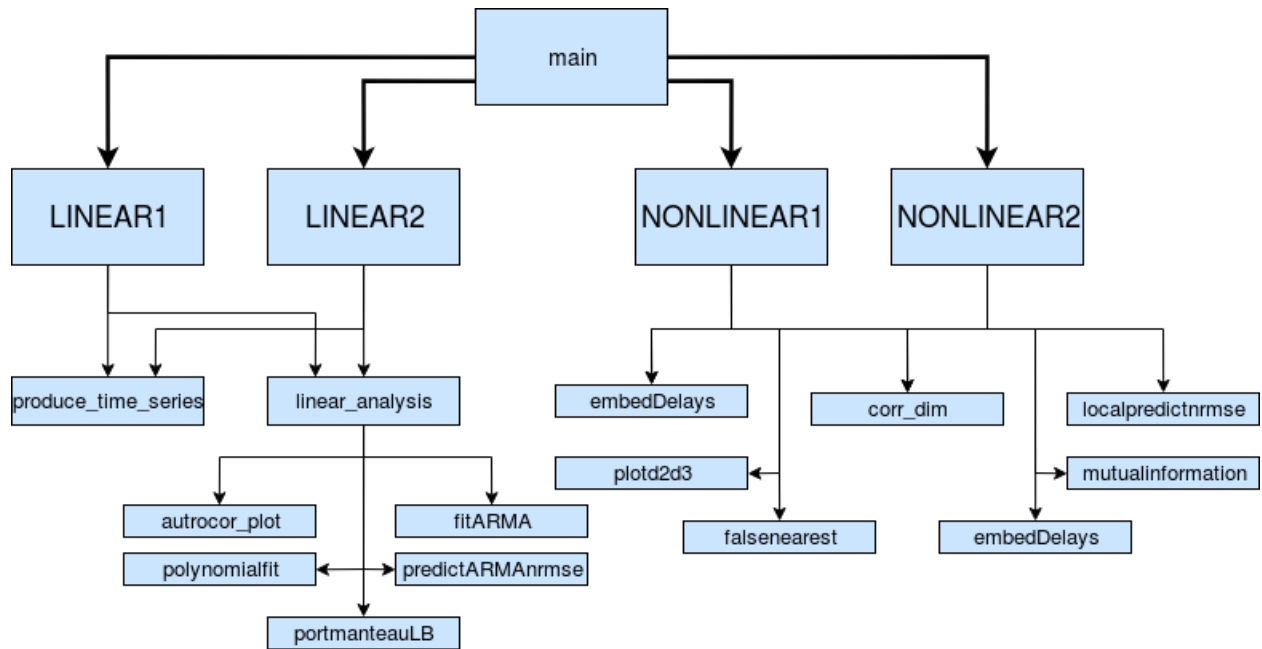 main
LINEAR1
LINEAR2
NONLINEAR1
NONLINEAR2
produce_time_series
linear_analysis
embedDelays
corr_dim
localpredictnrmse
plotd2d3
mutualinformation
autrocor_plot
fitARMA
falsenearest
embedDelays
polynomialfit
predictARMAnrmse
portmanteauLB